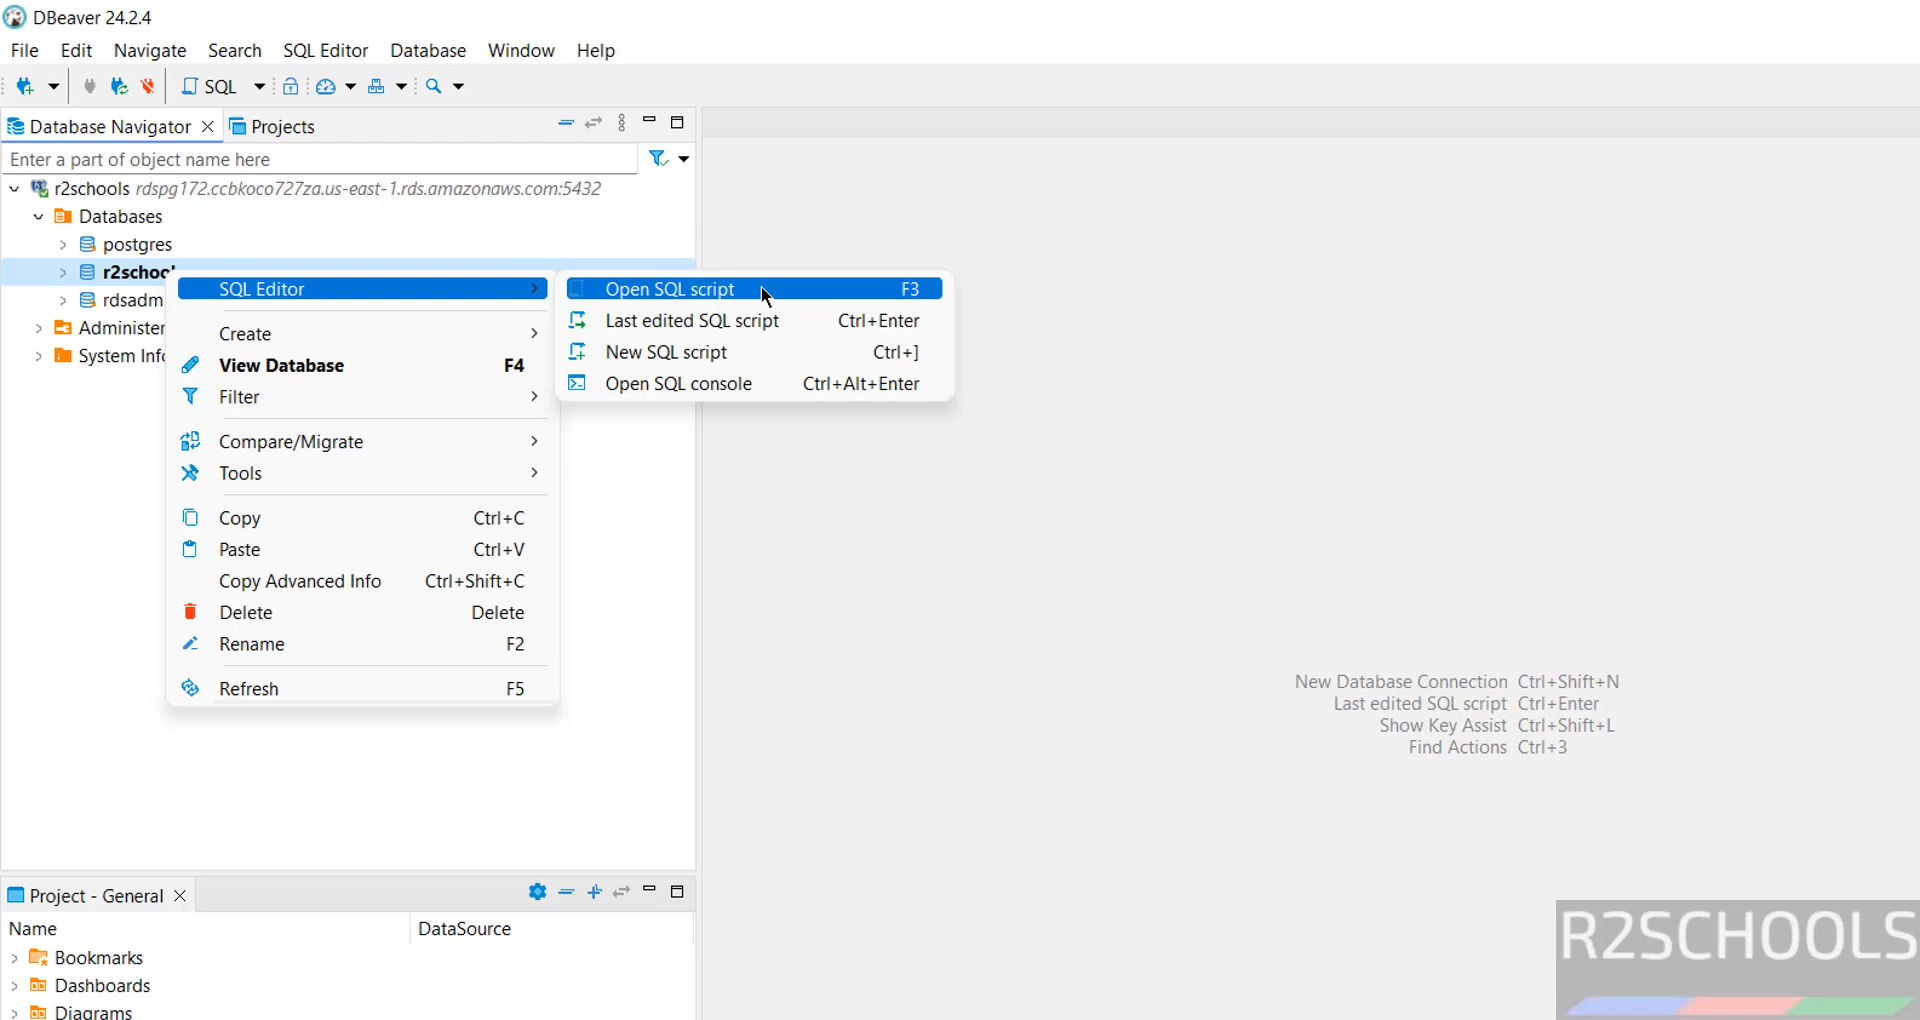 DBeaver 24.2.4
File Edit Navigate Search SQL Editor Database Window Help
SQL
Database Navigator Projects
Enter a part of object name here
r2schools rdspg172.ccbkoco727za.us-east-1.rds.amazonaws.com:5432
Databases
postgres
r2school
rdsadm
Administer
System Info
SQL Editor
Create
View Database F4
Filter
Compare/Migrate
Tools
Copy Ctrl+C
Paste Ctrl+V
Copy Advanced Info Ctrl+Shift+C
Delete Delete
Rename F2
Refresh F5
Open SQL script F3
Last edited SQL script Ctrl+Enter
New SQL script Ctrl+]
Open SQL console Ctrl+Alt+Enter
New Database Connection Ctrl+Shift+N
Last edited SQL script Ctrl+Enter
Show Key Assist Ctrl+Shift+L
Find Actions Ctrl+3
Project - General
Name DataSource
Bookmarks
Dashboards
Diagrams
R2SCHOOLS